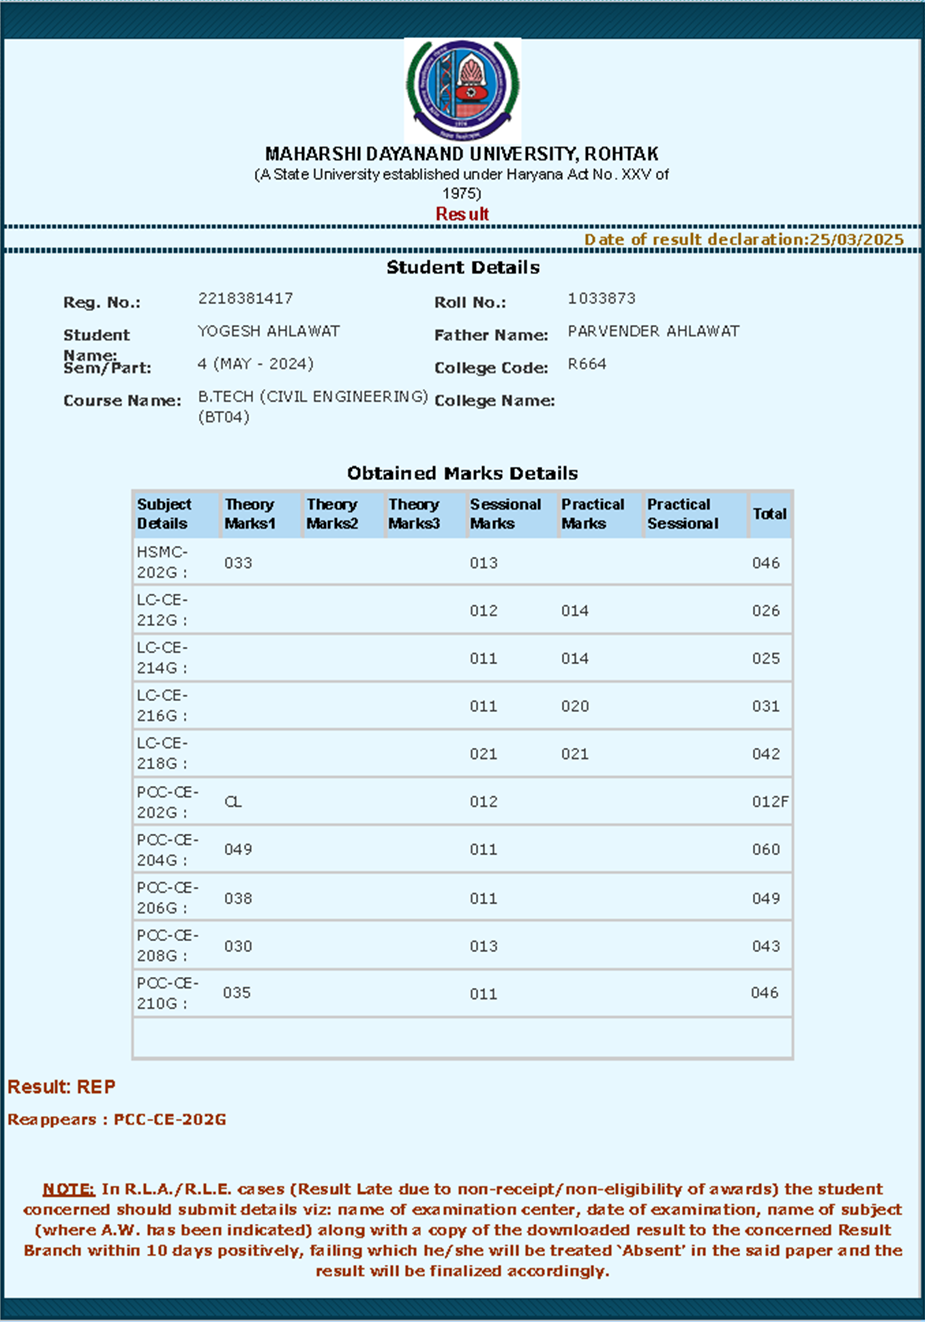 MAHARSHI DAYANAND UNIVERSITY, ROHTAK
(A State University established under Haryana Act No. XXV of
1975)
Result
Date of result declaration:25/03/2025
Student Details
Reg. No.: 2218381417 Roll No.: 1033873
Student Name: YOGESH AHLAWAT Father Name: PARVENDER AHLAWAT
Sem/Part: 4 (MAY - 2024) College Code: R664
Course Name: B.TECH (CIVIL ENGINEERING) (BT04) College Name:
Obtained Marks Details
Subject Details Theory Marks1 Theory Marks2 Theory Marks3 Sessional Marks Practical Marks Practical Sessional Total
HSMC-202G : 033 013 046
LC-CE-212G : 012 014 026
LC-CE-214G : 011 014 025
LC-CE-216G : 011 020 031
LC-CE-218G : 021 021 042
PCC-CE-202G : CL 012 012F
PCC-CE-204G : 049 011 060
PCC-CE-206G : 038 011 049
PCC-CE-208G : 030 013 043
PCC-CE-210G : 035 011 046
Result: REP
Reappears : PCC-CE-202G
NOTE: In R.L.A./R.L.E. cases (Result Late due to non-receipt/non-eligibility of awards) the student
concerned should submit details viz: name of examination center, date of examination, name of subject
(where A.W. has been indicated) along with a copy of the downloaded result to the concerned Result
Branch within 10 days positively, failing which he/she will be treated ‘Absent’ in the said paper and the
result will be finalized accordingly.